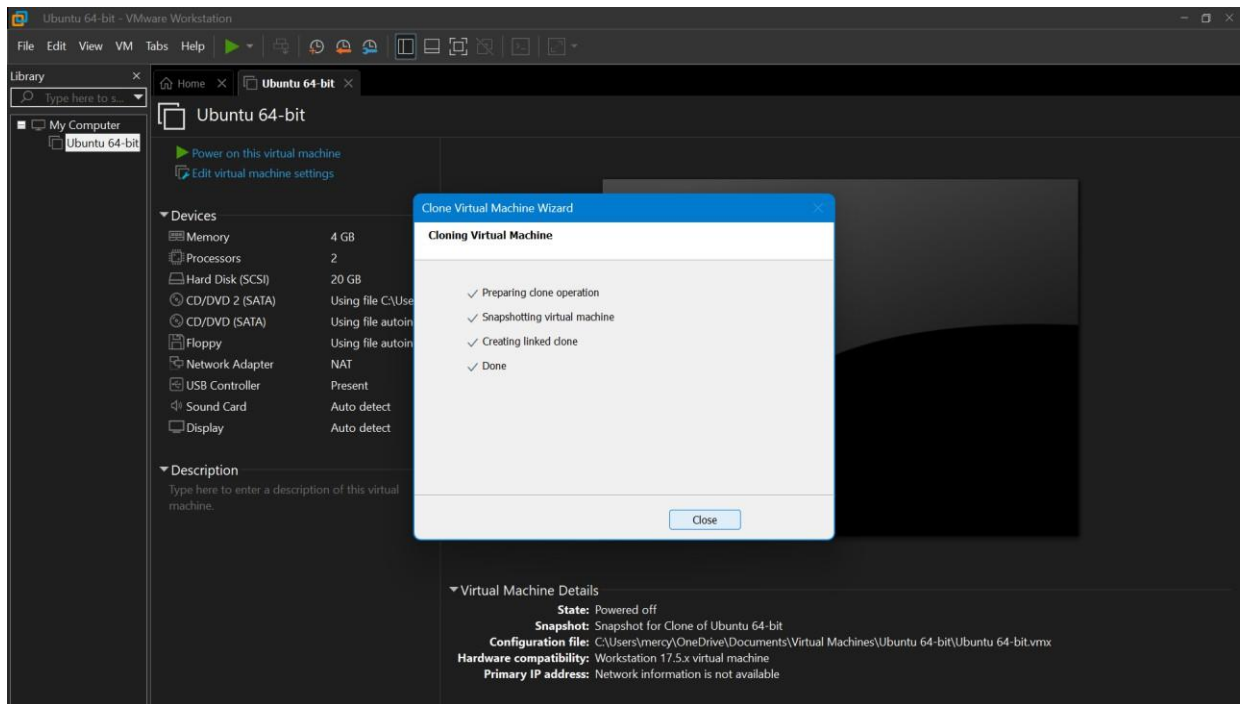 Ubuntu 64-bit - VMware Workstation
File Edit View VM Tabs Help
Library
Type here to s...
My Computer
Ubuntu 64-bit
Home
Ubuntu 64-bit
Ubuntu 64-bit
Power on this virtual machine
Edit virtual machine settings
Devices
Memory 4 GB
Processors 2
Hard Disk (SCSI) 20 GB
CD/DVD 2 (SATA) Using file C:\Use
CD/DVD (SATA) Using file autoin
Floppy Using file autoin
Network Adapter NAT
USB Controller Present
Sound Card Auto detect
Display Auto detect
Description
Type here to enter a description of this virtual
machine.
Clone Virtual Machine Wizard
Cloning Virtual Machine
Preparing clone operation
Snapshotting virtual machine
Creating linked clone
Done
Close
Virtual Machine Details
State: Powered off
Snapshot: Snapshot for Clone of Ubuntu 64-bit
Configuration file: C:\Users\mercy\OneDrive\Documents\Virtual Machines\Ubuntu 64-bit\Ubuntu 64-bit.vmx
Hardware compatibility: Workstation 17.5.x virtual machine
Primary IP address: Network information is not available